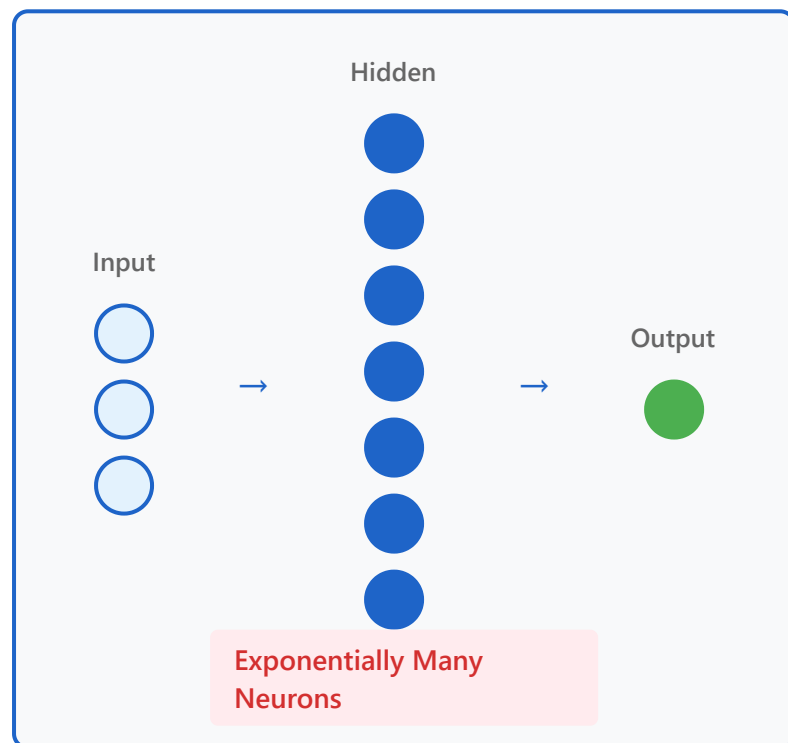 Hidden
Input
Output
→
→
Exponentially Many
Neurons